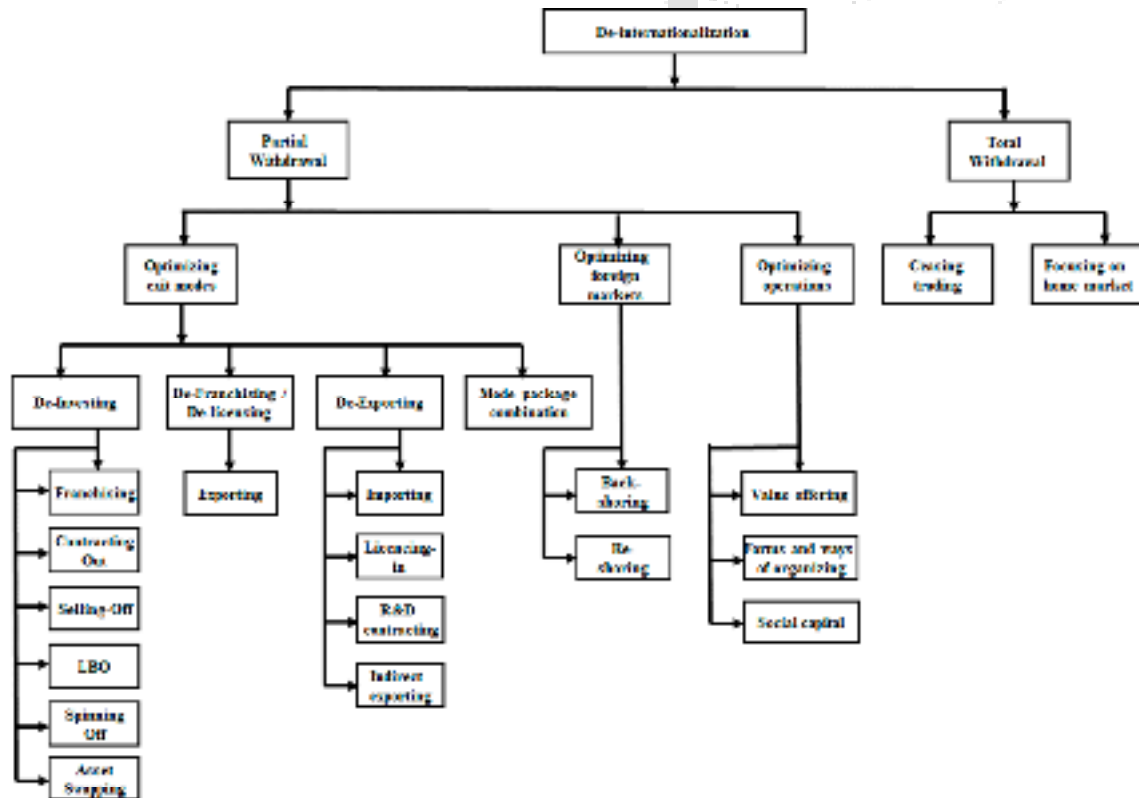 De-internationalization
Partial
Withdrawal
Total
Withdrawal
Optimizing
exit modes
Optimizing
foreign
markers
Optimizing
operations
Ceasing
trading
Focusing on
home market
De-Investing
De-Franchising /
De-licensing
De-Exporting
Mode package
combination
Franchising
Contracting
Out
Selling-Off
LBO
Spinning
Off
Asset
Swapping
Exporting
Importing
Licencing-
in
R&D
contracting
Indirect
exporting
Back-
shoring
Re-
shoring
Value offering
Forms and ways
of organizing
Social capital